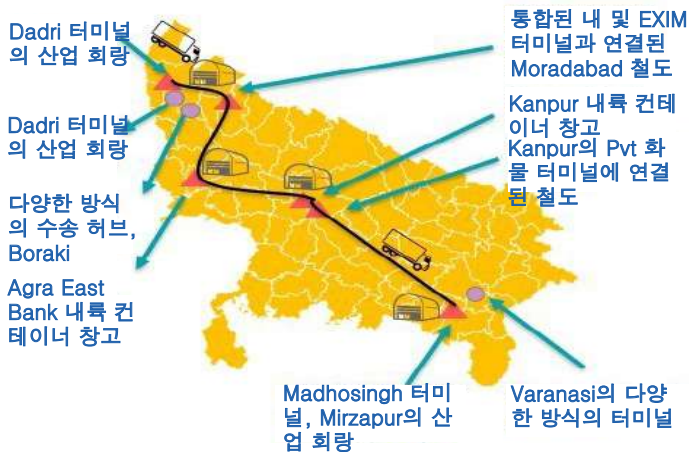 Dadri 터미널
의 산업 회랑
Dadri 터미널
의 산업 회랑
다양한 방식
의 수송 허브,
Boraki
Agra East
Bank 내륙 컨
테이너 창고
통합된 내 및 EXIM
터미널과 연결된
Moradabad 철도
Kanpur 내륙 컨테
이너 창고
Kanpur의 Pvt 화
물 터미널에 연결
된 철도
Madhosingh 터미
널, Mirzapur의 산
업 회랑
Varanasi의 다양
한 방식의 터미널